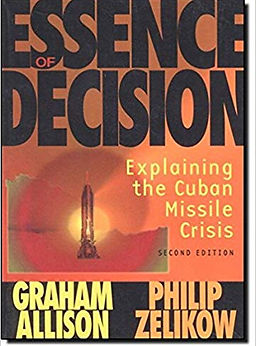 ESSENCE
OF
DECISION
Explaining
the Cuban
Missile
Crisis
SECOND EDITION
GRAHAM PHILIP
ALLISON ZELIKOW